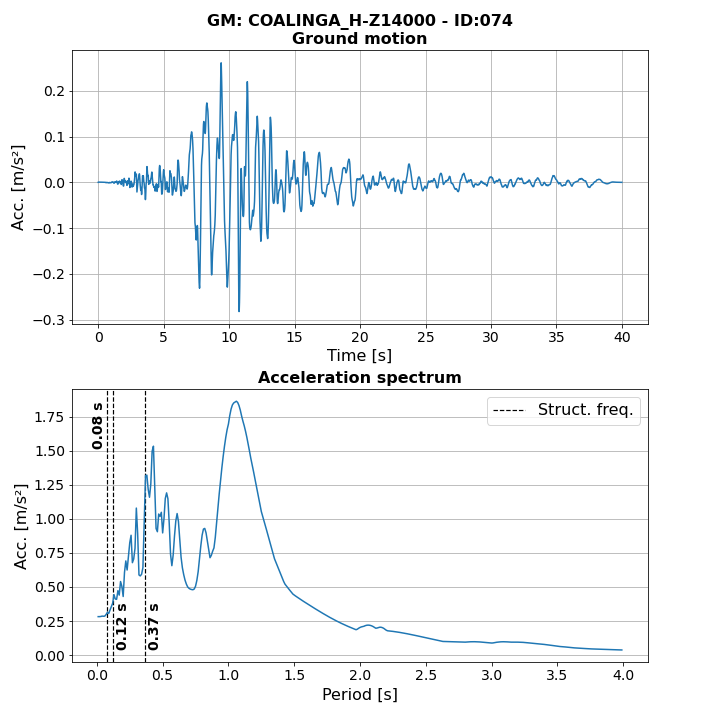 GM: COALINGA_H-Z14000 - ID:074
Ground motion
Acc. [m/s²]
0.2
0.1
0.0
−0.1
−0.2
−0.3
0
5
10
15
20
25
30
35
40
Time [s]
Acceleration spectrum
Acc. [m/s²]
1.75
1.50
1.25
1.00
0.75
0.50
0.25
0.00
0.08 s
0.12 s
0.37 s
Struct. freq.
0.0
0.5
1.0
1.5
2.0
2.5
3.0
3.5
4.0
Period [s]